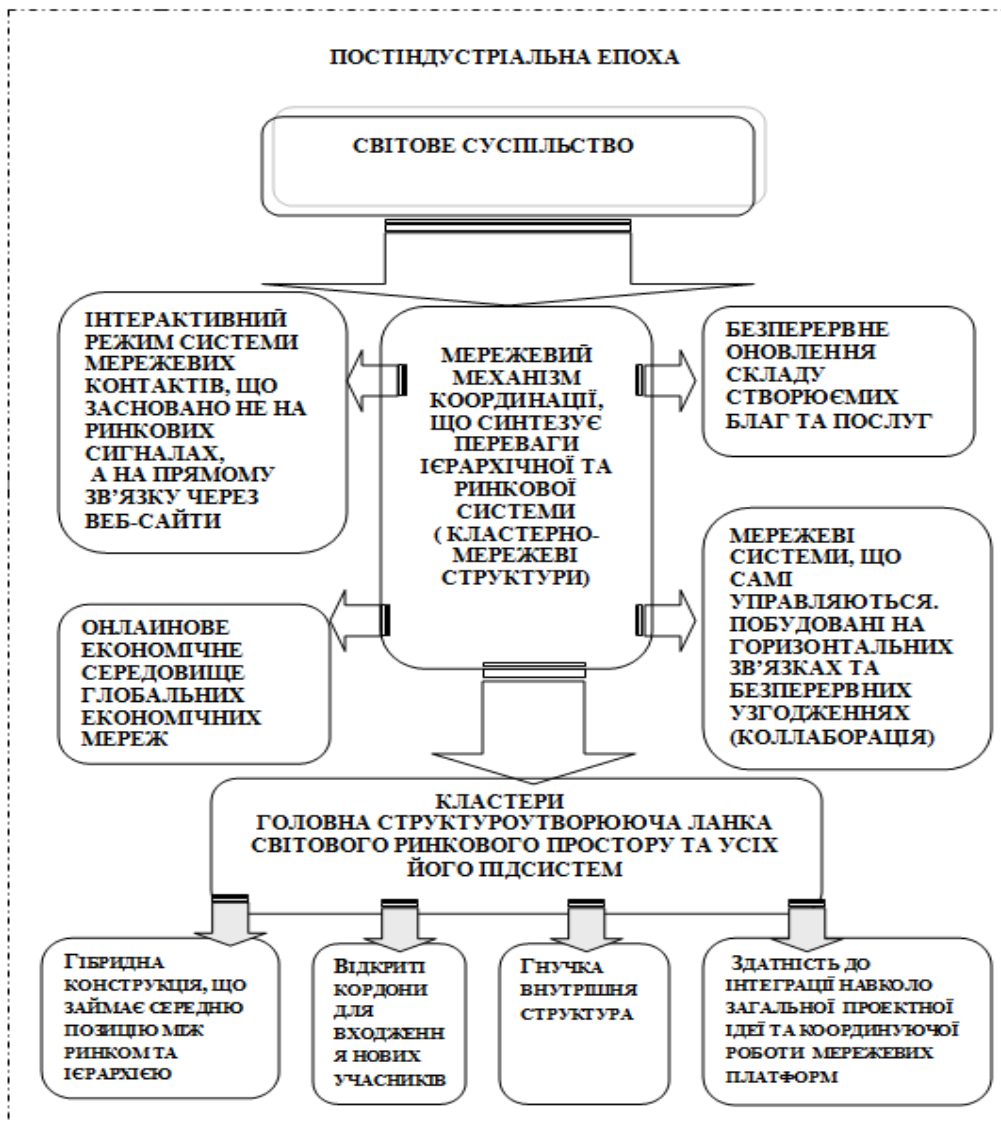 ПОСТІНДУСТРІАЛЬНА ЕПОХА
СВІТОВЕ СУСПІЛЬСТВО
ІНТЕРАКТИВНИЙ
РЕЖИМ СИСТЕМИ
МЕРЕЖЕВИХ
КОНТАКТІВ, ЩО
ЗАСНОВАНО НЕ НА
РИНКОВИХ
СИГНАЛАХ,
А НА ПРЯМОМУ
ЗВ’ЯЗКУ ЧЕРЕЗ
ВЕБ-САЙТИ
МЕРЕЖЕВИЙ
МЕХАНІЗМ
КООРДИНАЦІЇ,
ЩО СИНТЕЗУЄ
ПЕРЕВАГИ
ІЄРАРХІЧНОЇ ТА
РИНКОВОЇ
СИСТЕМИ
( КЛАСТЕРНО-
МЕРЕЖЕВІ
СТРУКТУРИ)
БЕЗПЕРЕРВНЕ
ОНОВЛЕННЯ
СКЛАДУ
СТВОРЮЄМИХ
БЛАГ ТА ПОСЛУГ
ОНЛАИНОВЕ
ЕКОНОМІЧНЕ
СЕРЕДОВИЩЕ
ГЛОБАЛЬНИХ
ЕКОНОМІЧНИХ
МЕРЕЖ
МЕРЕЖЕВІ
СИСТЕМИ, ЩО
САМІ
УПРАВЛЯЮТЬСЯ.
ПОБУДОВАНІ НА
ГОРИЗОНТАЛЬНИХ
ЗВ’ЯЗКАХ ТА
БЕЗПЕРЕРВНИХ
УЗГОДЖЕННЯХ
(КОЛЛАБОРАЦІЯ)
КЛАСТЕРИ
ГОЛОВНА СТРУКТУРОУТВОРЮЮЧА ЛАНКА
СВІТОВОГО РИНКОВОГО ПРОСТОРУ ТА УСІХ
ЙОГО ПІДСИСТЕМ
ГІБРИДНА
КОНСТРУКЦІЯ, ЩО
ЗАЙМАЄ СЕРЕДНЮ
ПОЗИЦІЮ МІЖ
РИНКОМ ТА
ІЄРАРХІЄЮ
ВІДКРИТІ
КОРДОНИ
ДЛЯ
ВХОДЖЕНН
Я НОВИХ
УЧАСНИКІВ
ГНУЧКА
ВНУТРІШНЯ
СТРУКТУРА
ЗДАТНІСТЬ ДО
ІНТЕГРАЦІЇ НАВКОЛО
ЗАГАЛЬНОЇ ПРОЕКТНОЇ
ІДЕЇ ТА КООРДИНУЮЧОЇ
РОБОТИ МЕРЕЖЕВИХ
ПЛАТФОРМ